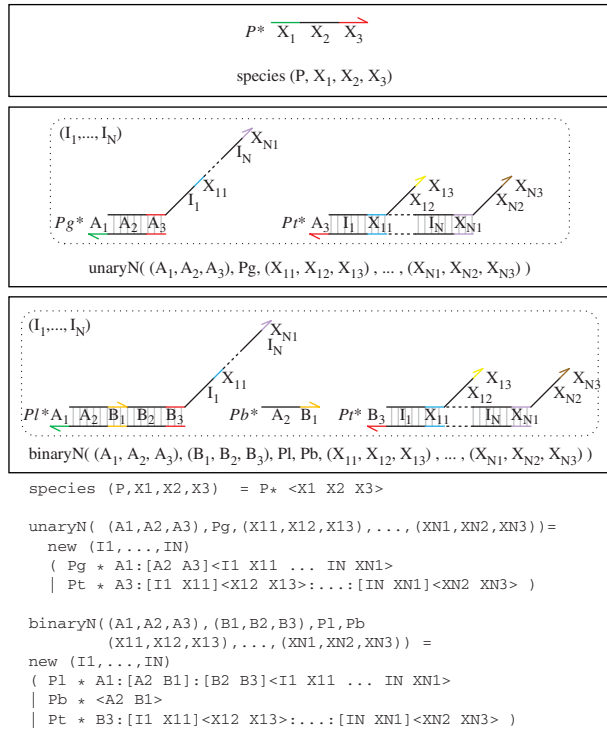 P* X1 X2 X3
species (P, X1, X2, X3)
(I1,...,IN)
XN1
IN
X11
I1
X13
X12
XN3
XN2
Pg* A1 A2 A3
Pt* A3 I1 X11 IN XN1
unaryN( (A1, A2, A3), Pg, (X11, X12, X13) , ... , (XN1, XN2, XN3) )
(I1,...,IN)
XN1
IN
X11
I1
X13
X12
XN3
XN2
Pl* A1 A2 B1 B2 B3
Pb* A2 B1
Pt* B3 I1 X11 IN XN1
binaryN( (A1, A2, A3), (B1, B2, B3), Pl, Pb, (X11, X12, X13) , ... , (XN1, XN2, XN3) )
species (P,X1,X2,X3) = P* <X1 X2 X3>
unaryN( (A1,A2,A3),Pg,(X11,X12,X13),...,(XN1,XN2,XN3))=
new (I1,...,IN)
( Pg * A1:[A2 A3]<I1 X11 ... IN XN1>
| Pt * A3:[I1 X11]<X12 X13>:...:[IN XN1]<XN2 XN3> )
binaryN((A1,A2,A3),(B1,B2,B3),Pl,Pb
(X11,X12,X13),...,(XN1,XN2,XN3)) =
new (I1,...,IN)
( Pl * A1:[A2 B1]:[B2 B3]<I1 X11 ... IN XN1>
| Pb * <A2 B1>
| Pt * B3:[I1 X11]<X12 X13>:...:[IN XN1]<XN2 XN3> )